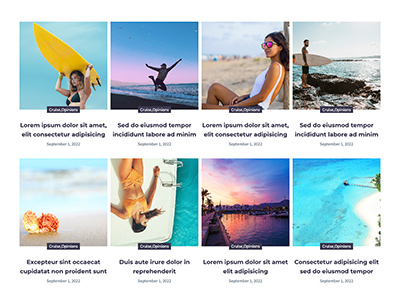 Cruise,Opinions
Cruise,Opinions
Cruise,Opinions
Cruise,Opinions
Lorem ipsum dolor sit amet,
elit consectetur adipisicing
September 1, 2022
Sed do eiusmod tempor
incididunt labore ad minim
September 1, 2022
Lorem ipsum dolor sit amet,
elit consectetur adipisicing
September 1, 2022
Sed do eiusmod tempor
incididunt labore ad minim
September 1, 2022
Cruise,Opinions
Cruise,Opinions
Cruise,Opinions
Cruise,Opinions
Excepteur sint occaecat
cupidatat non proident sunt
September 1, 2022
Duis aute irure dolor in
reprehenderit
September 1, 2022
Lorem ipsum dolor sit amet,
elit adipisicing
September 1, 2022
Consectetur adipisicing elit
sed eiusmod tempor
September 1, 2022